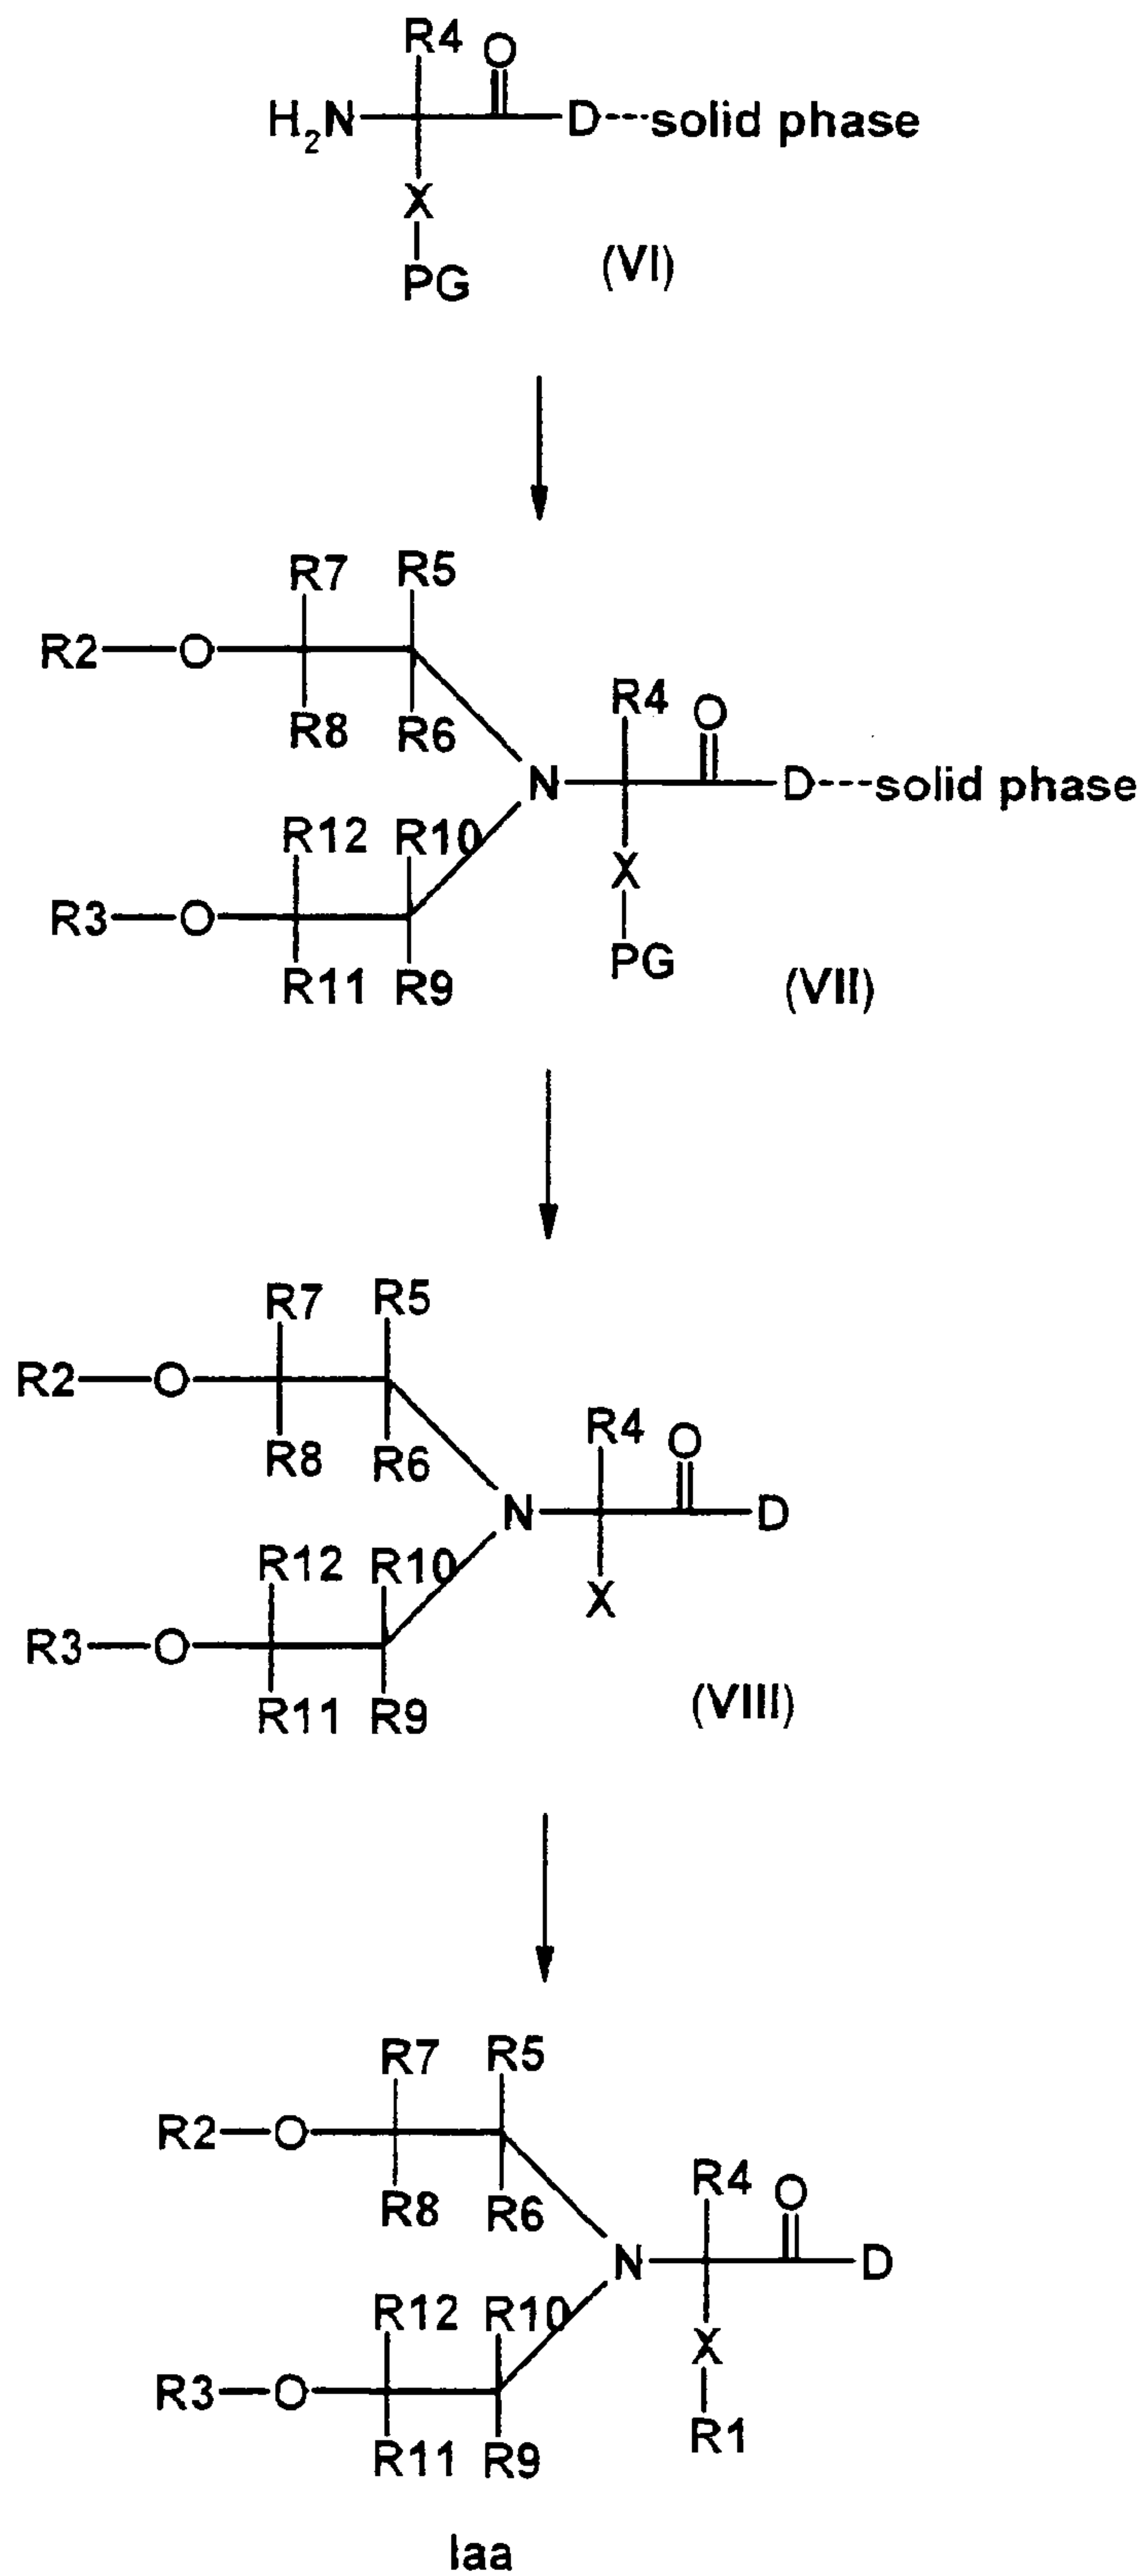 R4 O
H2N D---solid phase
X
PG (VI)
R7 R5
R2 O
R8 R6 R4 O
N D---solid phase
R12 R10 X
R3 O
R11 R9 PG (VII)
R7 R5
R2 O
R8 R6 R4 O
N D
R12 R10 X
R3 O
R11 R9 (VIII)
R7 R5
R2 O
R8 R6 R4 O
N D
R12 R10 X
R3 O
R11 R9 R1
Iaa